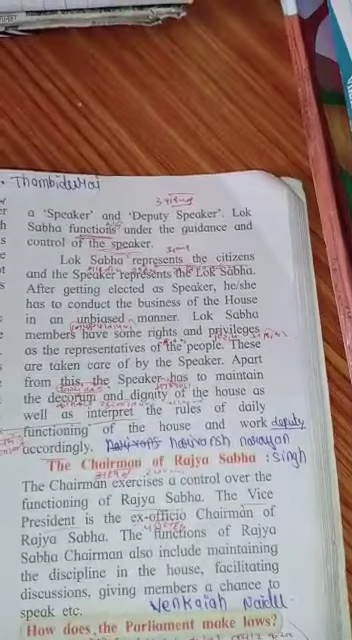 . Thambidurai
a 'Speaker' and 'Deputy Speaker'. Lok
Sabha functions under the guidance and
control of the speaker.
Lok Sabha represents the citizens
and the Speaker represents the Lok Sabha.
After getting elected as Speaker, he/she
has to conduct the business of the House
in an unbiased manner. Lok Sabha
members have some rights and privileges
as the representatives of the people. These
are taken care of by the Speaker. Apart
from this, the Speaker has to maintain
the decorum and dignity of the house as
well as interpret the rules of daily
functioning of the house and work deputy
accordingly. Harivansh narayan
The Chairman of Rajya Sabha : Singh
The Chairman exercises a control over the
functioning of Rajya Sabha. The Vice
President is the ex-officio Chairman of
Rajya Sabha. The functions of Rajya
Sabha Chairman also include maintaining
the discipline in the house, facilitating
discussions, giving members a chance to
speak etc. Venkaiah Naidu
How does the Parliament make laws?